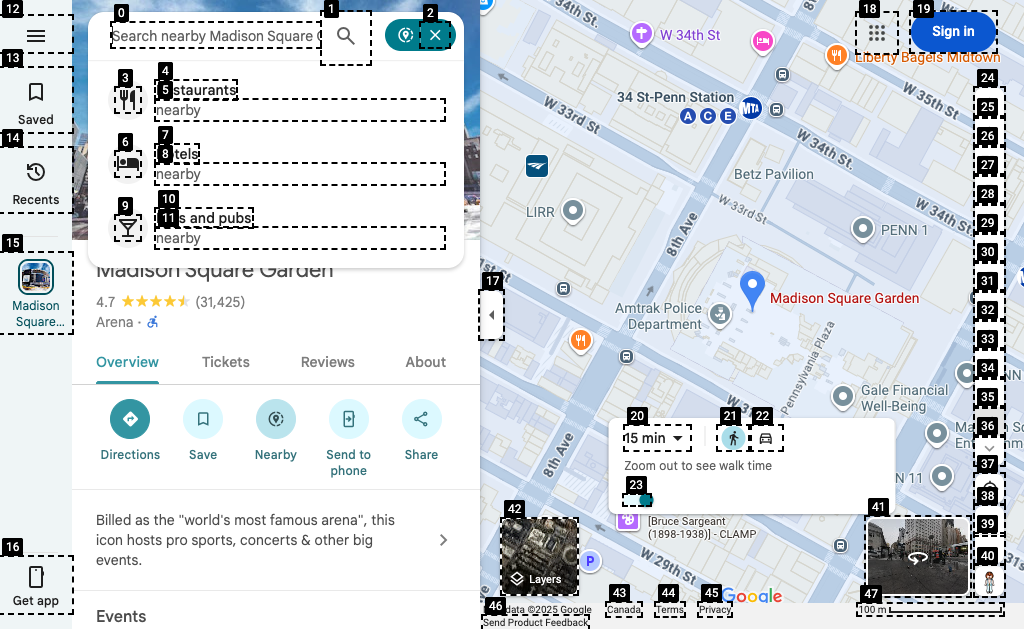 12
13
Saved
14
Recents
15
Madison
Square...
16
Get app
0
Search nearby Madison Square
1
2
3
4
5
staurants
nearby
6
7
8
tels
nearby
9
10
11
s and pubs
nearby
Madison Square Garden
4.7
(31,425)
Arena ·
Overview
Tickets
Reviews
About
Directions
Save
Nearby
Send to
phone
Share
Billed as the "world's most famous arena", this
icon hosts pro sports, concerts & other big
events.
Events
17
18
19
Sign in
W 34th St
Liberty Bagels Midtown
34 St-Penn Station
A C E
MTA
W 33rd St
W 35th St
W 34th St.
W 34th St.
Betz Pavilion
W 33rd St
LIRR
PENN 1
8th Ave
1st St
Madison Square Garden
Amtrak Police
Department
Pennsylvania Plaza
Gale Financial
Well-Being
20
21
22
15 min
Zoom out to see walk time
23
8th Ave
[Bruce Sargeant
(1898-1938)] - CLAMP
P
W 29th St
24
25
26
27
28
29
30
31
32
33
34
35
36
37
38
39
40
41
42
Layers
43
44
45
46
47
data ©2025 Google
Canada
Terms
Privacy
Google
100 m
Send Product Feedback